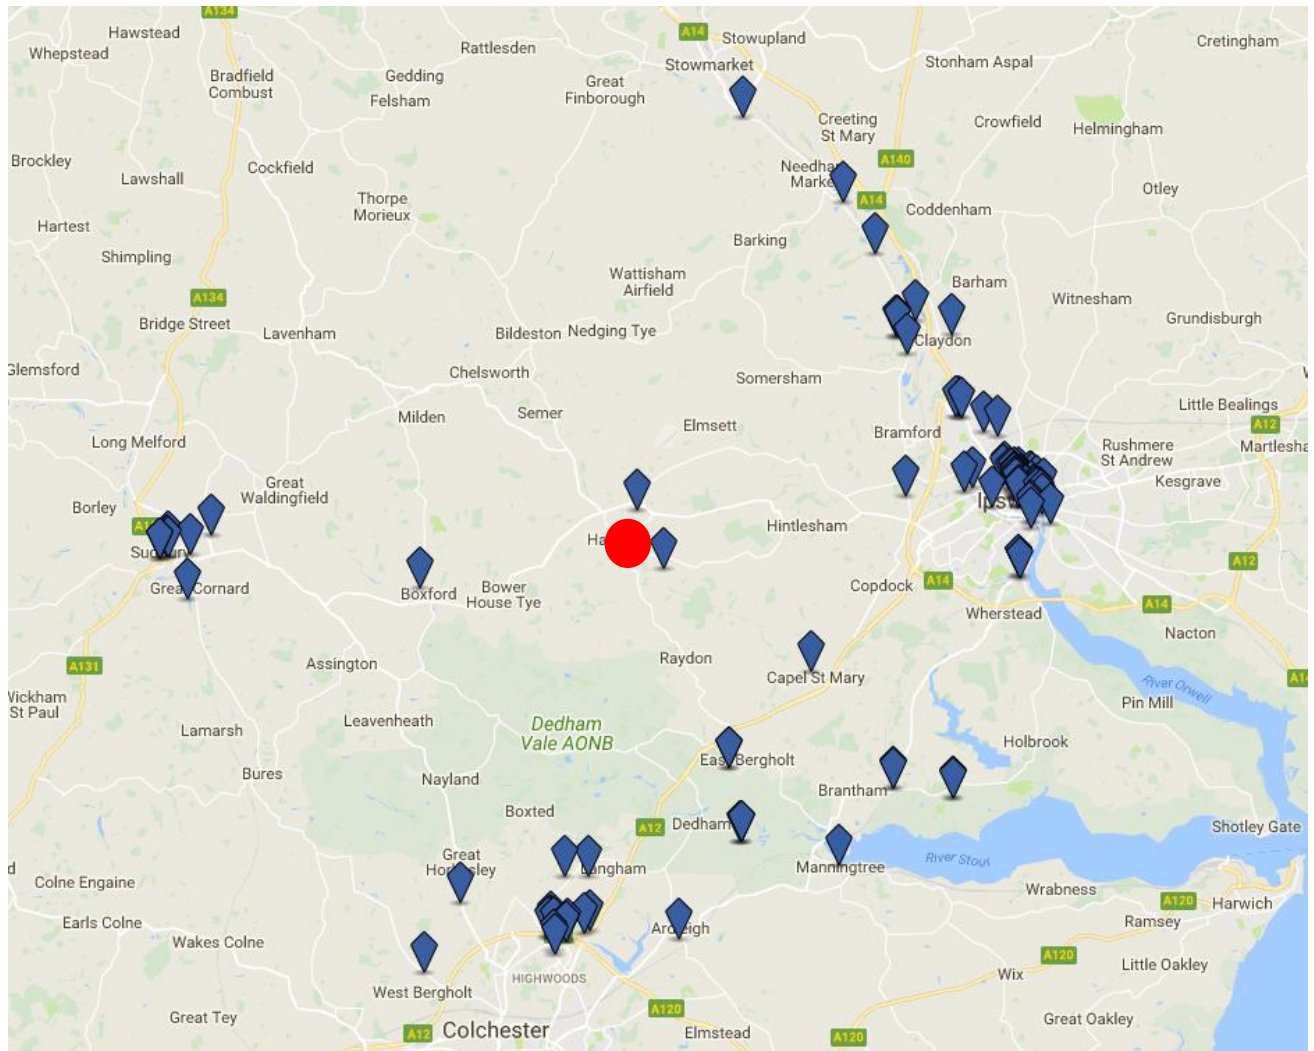 A134
Hawstead
Whepstead
Rattlesden
A14
Stowupland
Stowmarket
Cretingham
Stonham Aspal
Bradfield
Combust
Gedding
Felsham
Great
Finborough
Creeting
St Mary
Crowfield
Helmingham
Brockley
Lawshall
Cockfield
A140
Thorpe
Morieux
A14
Otley
Coddenham
Hartest
Shimpling
Barking
Wattisham
Airfield
Barham
Witnesham
A134
Bridge Street
Lavenham
Bildeston
Nedging Tye
Grundisburgh
Claydon
Glemsford
Chelsworth
Somersham
Milden
Semer
Elmsett
Bramford
Little Bealings
A12
Long Melford
Rushmere
St Andrew
Kesgrave
Great
Waldingfield
Borley
Hintlesham
Boxford
Bower
House Tye
Copdock
A14
A12
A14
Wherstead
Nacton
Assington
Raydon
Capel St Mary
A131
River Orwell
Pin Mill
Lamarsh
Leavenheath
Dedham
Vale AONB
Holbrook
Bures
Nayland
Brantham
Boxted
A12
Dedham
Shotley Gate
Great
Manningtree
River Stour
Colne Engaine
Wrabness
A120
Harwich
Earls Colne
Wakes Colne
Ramsey
A120
Little Oakley
Wix
HIGHWOODS
West Bergholt
Great Tey
A12
Colchester
A120
Elmstead
A120
Great Oakley